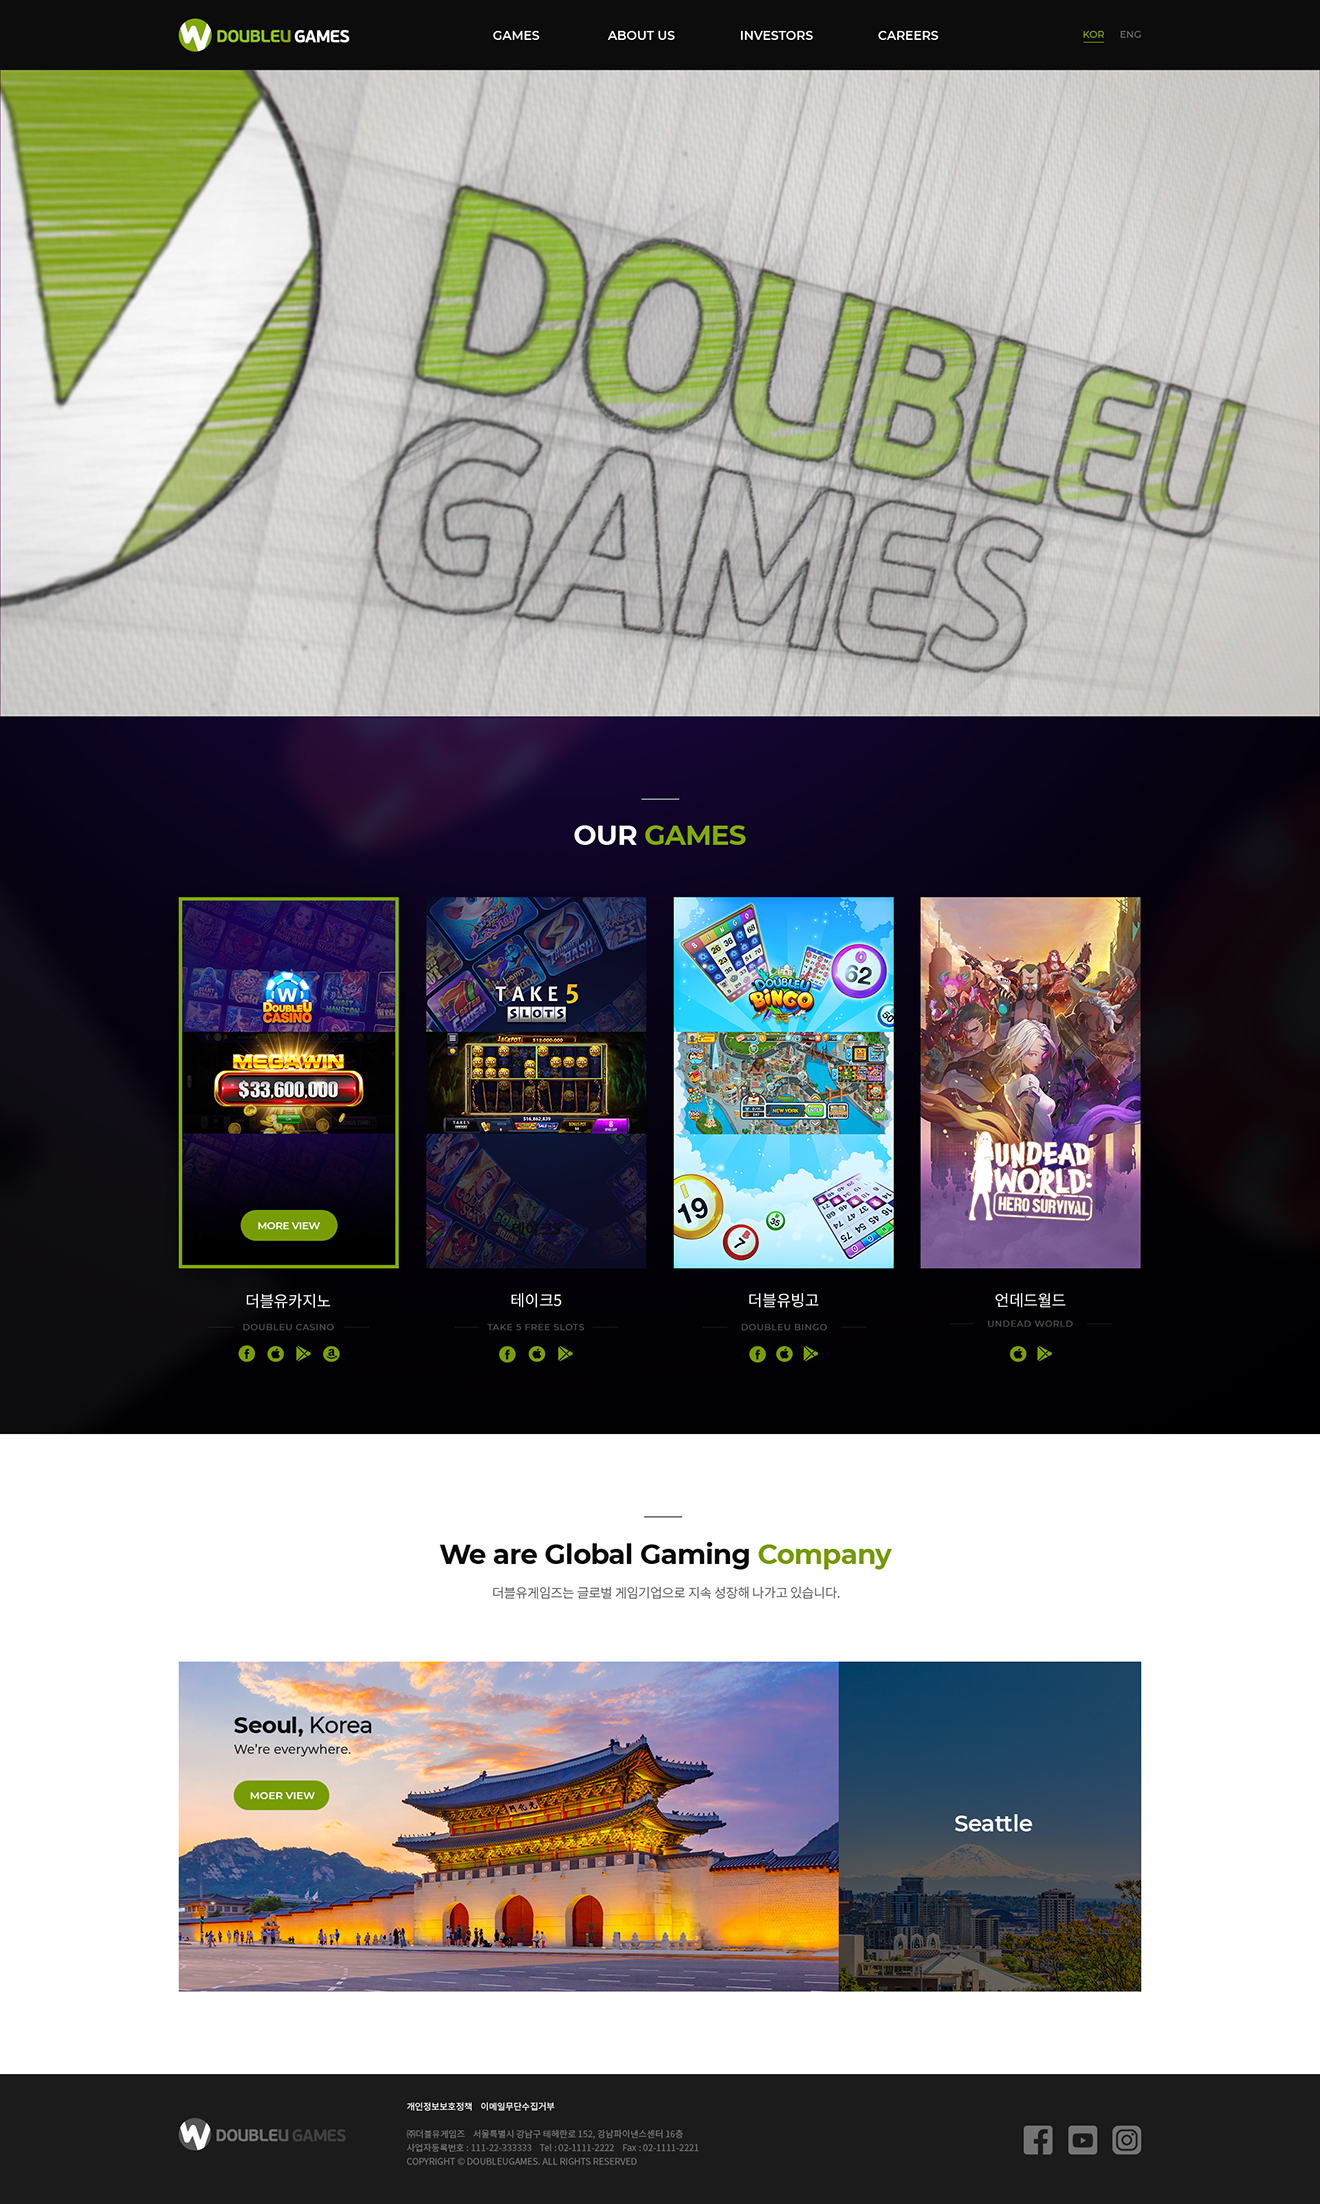 W DOUBLEU GAMES
GAMES
ABOUT US
INVESTORS
CAREERS
KOR
ENG
DOUBLEU
GAMES
OUR GAMES
W
DOUBLEU
CASINO
MEGAWIN
$33,600,000
MORE VIEW
TAKE 5
SLOTS
JACKPOT
BINGO
62
50
DOUBLEU
BINGO
NEW YORK
19
7
35
UNDEAD
WORLD:
HERO SURVIVAL
더블유카지노
DOUBLEU CASINO
테이크5
TAKE 5 FREE SLOTS
더블유빙고
DOUBLEU BINGO
언데드월드
UNDEAD WORLD
We are Global Gaming Company
더블유게임즈는 글로벌 게임기업으로 지속 성장해 나가고 있습니다.
Seoul, Korea
We're everywhere.
MOER VIEW
Seattle
W DOUBLEU GAMES
개인정보보호정책 이메일무단수집거부
㈜더블유게임즈 서울특별시 강남구 테헤란로 152, 강남파이낸스센터 16층
사업자등록번호 : 111-22-333333 Tel : 02-1111-2222 Fax : 02-1111-2221
COPYRIGHT © DOUBLEUGAMES. ALL RIGHTS RESERVED